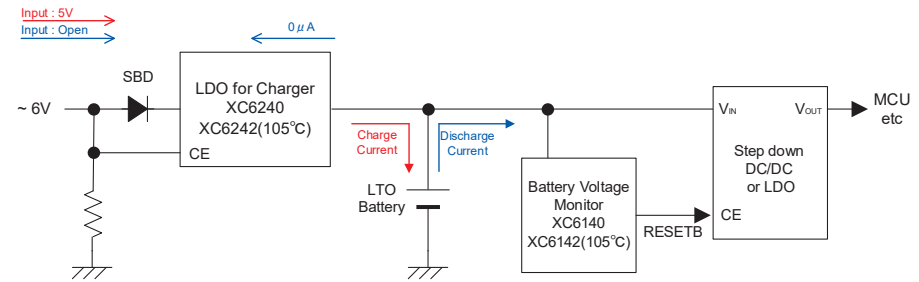 Input : 5V
Input : Open
0μA
SBD
LDO for Charger
XC6240
XC6242(105℃)
CE
~ 6V
Charge
Current
Discharge
Current
LTO
Battery
Battery Voltage
Monitor
XC6140
XC6142(105℃)
RESETB
VIN
VOUT
Step down
DC/DC
or LDO
CE
MCU
etc